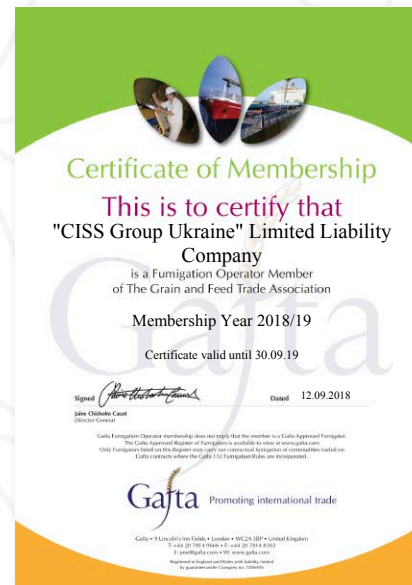 Certificate of Membership
This is to certify that
"CISS Group Ukraine" Limited Liability
Company
is a Fumigation Operator Member
of The Grain and Feed Trade Association
Membership Year 2018/19
Certificate valid until 30.09.19
Signed
Dated 12.09.2018
Director General
Gafta Fumigation Operator membership does not imply that the member is a Gafta Approved Fumigator.
The Gafta Approved Register of Fumigators is available to view at www.gafta.com
Only Fumigators listed on this Register may carry out contractual fumigation of commodities traded on
Gafta contracts where the Gafta 132 Fumigation Rules are incorporated.
Gafta Promoting international trade
Gafta • 9 Lincoln's Inn Fields • London • WC2A 3BP • United Kingdom
E: post@gafta.com • W: www.gafta.com
Registered in England and Wales with liability limited
by guarantee under Company no.